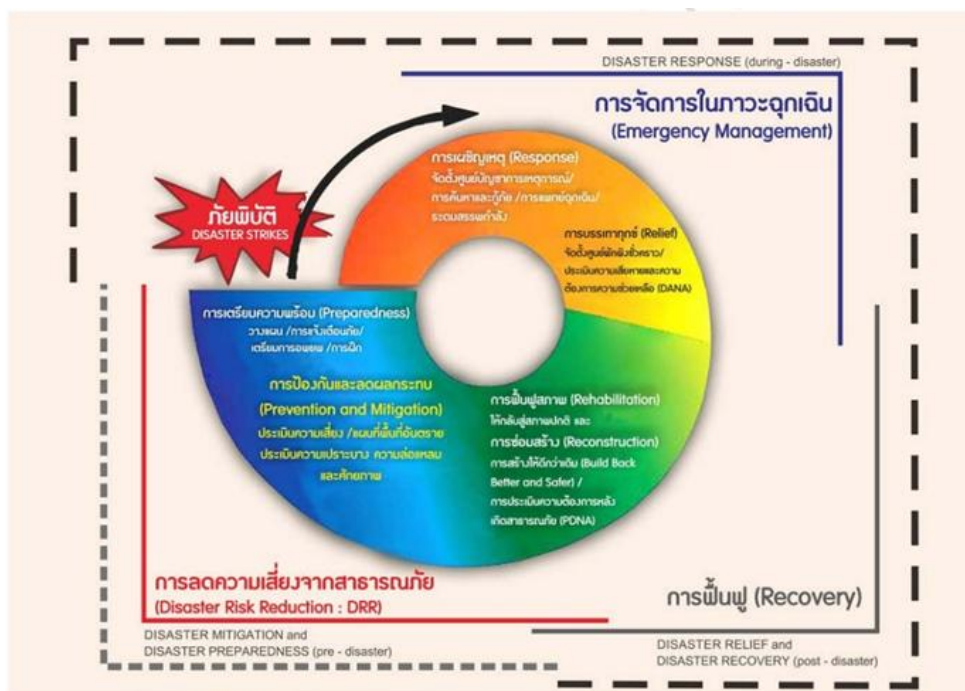 DISASTER RESPONSE (during - disaster)
การจัดการในภาวะฉุกเฉิน
(Emergency Management)
การเผชิญเหตุ (Response)
จัดตั้งศูนย์บัญชาการเหตุการณ์/
การค้นหาและกู้ภัย /การแพทย์ฉุกเฉิน/
ระดมสรรพกำลัง
ภัยพิบัติ
DISASTER STRIKES
การบรรเทาทุกข์ (Relief)
จัดตั้งศูนย์พักพิงชั่วคราว/
ประเมินความเสียหายและความ
ต้องการความช่วยเหลือ (DANA)
การเตรียมความพร้อม (Preparedness)
วางแผน /การแจ้งเตือนภัย/
เตรียมการอพยพ /การฝึก
การป้องกันและลดผลกระทบ
(Prevention and Mitigation)
ประเมินความเสี่ยง /แผนที่พื้นที่อันตราย
ประเมินความเปราะบาง ความล่อแหลม
และศักยภาพ
การฟื้นฟูสภาพ (Rehabilitation)
ให้กลับสู่สภาพปกติ และ
การซ่อมสร้าง (Reconstruction)
การสร้างให้ดีกว่าเดิม (Build Back
Better and Safer) /
การประเมินความต้องการหลัง
เกิดสาธารณภัย (PDNA)
การลดความเสี่ยงจากสาธารณภัย
(Disaster Risk Reduction : DRR)
DISASTER MITIGATION and
DISASTER PREPAREDNESS (pre - disaster)
การฟื้นฟู (Recovery)
DISASTER RELIEF and
DISASTER RECOVERY (post - disaster)